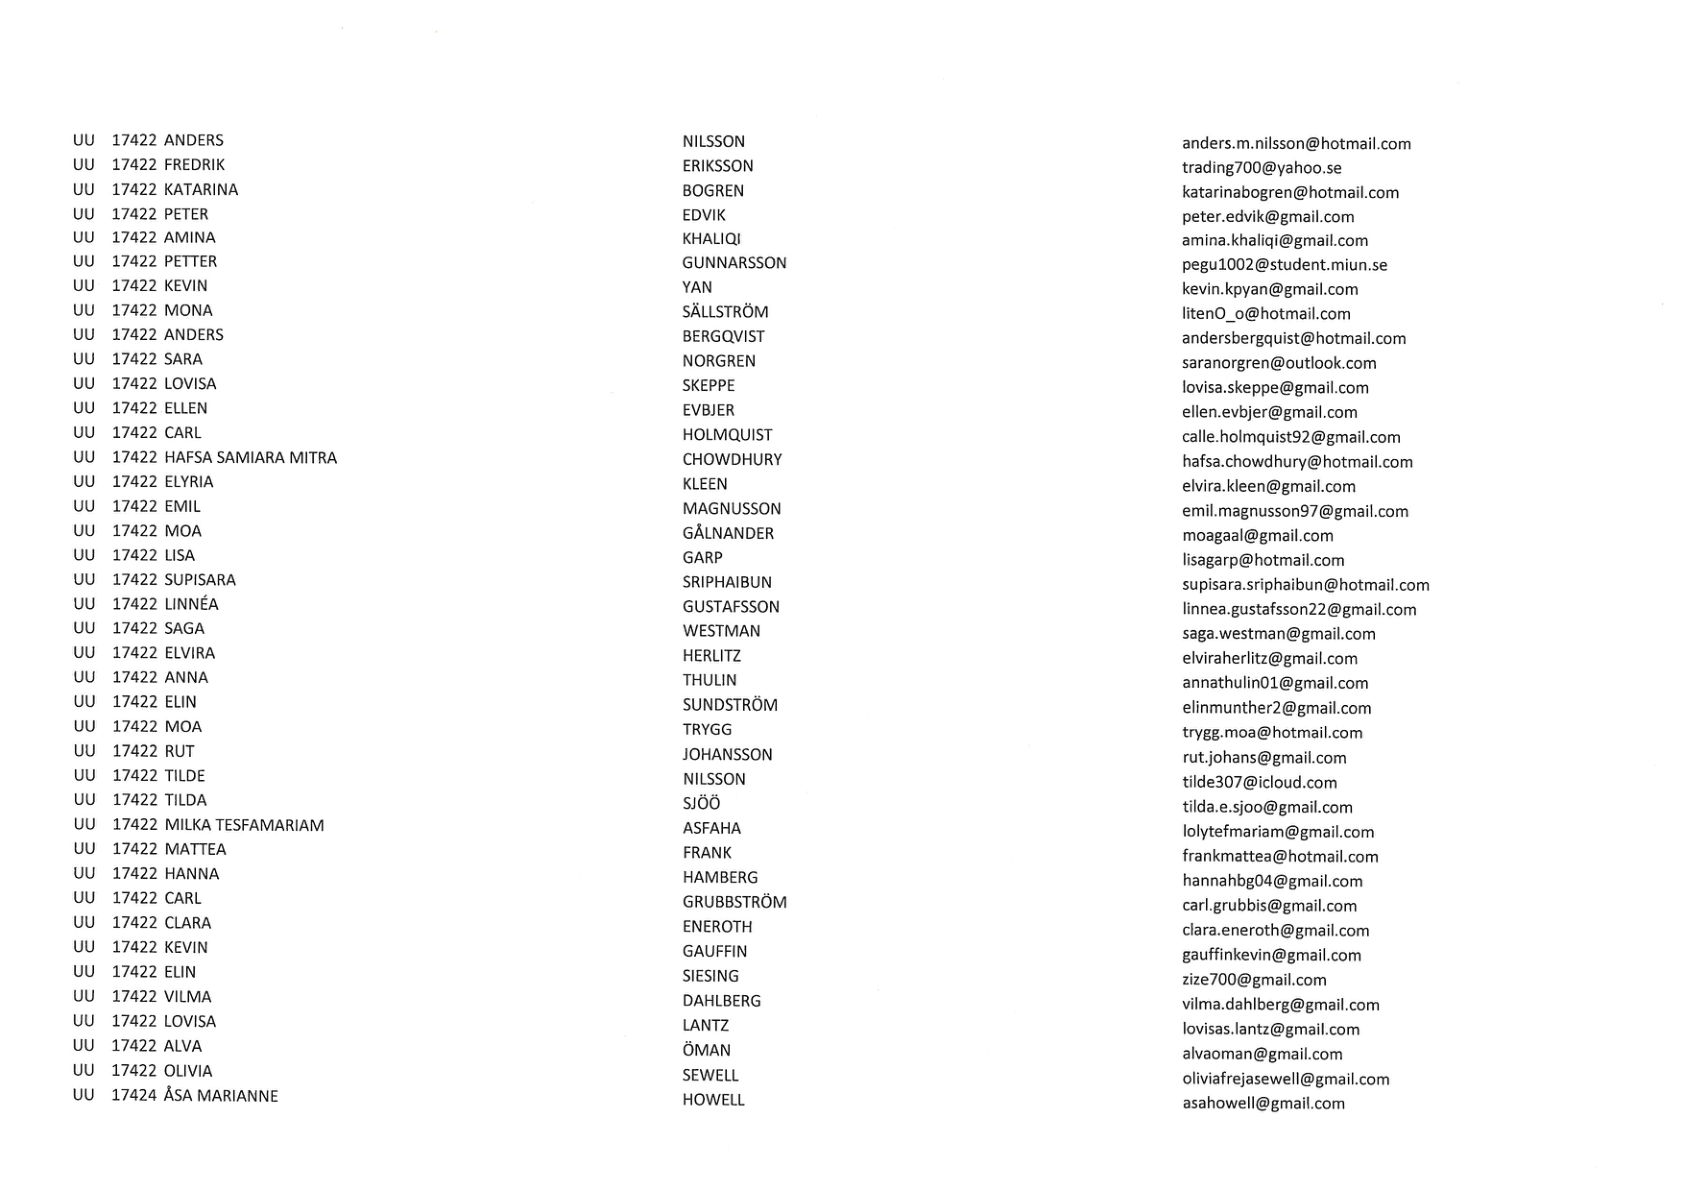 UU 17422 ANDERS NILSSON anders.m.nilsson@hotmail.com
UU 17422 FREDRIK ERIKSSON trading700@yahoo.se
UU 17422 KATARINA BOGREN katarinabogren@hotmail.com
UU 17422 PETER EDVIK peter.edvik@gmail.com
UU 17422 AMINA KHALIQI amina.khaliqi@gmail.com
UU 17422 PETTER GUNNARSSON pegu1002@student.miun.se
UU 17422 KEVIN YAN kevin.kpyan@gmail.com
UU 17422 MONA SÄLLSTRÖM litenO_o@hotmail.com
UU 17422 ANDERS BERGQVIST andersbergquist@hotmail.com
UU 17422 SARA NORGREN saranorgren@outlook.com
UU 17422 LOVISA SKEPPE lovisa.skeppe@gmail.com
UU 17422 ELLEN EVBJER ellen.evbjer@gmail.com
UU 17422 CARL HOLMQUIST calle.holmquist92@gmail.com
UU 17422 HAFSA SAMIARA MITRA CHOWDHURY hafsa.chowdhury@hotmail.com
UU 17422 ELYRIA KLEEN elvira.kleen@gmail.com
UU 17422 EMIL MAGNUSSON emil.magnusson97@gmail.com
UU 17422 MOA GÅLNANDER moagaal@gmail.com
UU 17422 LISA GARP lisagarp@hotmail.com
UU 17422 SUPISARA SRIPHAIBUN supisara.sriphaibun@hotmail.com
UU 17422 LINNÉA GUSTAFSSON linnea.gustafsson22@gmail.com
UU 17422 SAGA WESTMAN saga.westman@gmail.com
UU 17422 ELVIRA HERLITZ elviraherlitz@gmail.com
UU 17422 ANNA THULIN annathulin01@gmail.com
UU 17422 ELIN SUNDSTRÖM elinmunther2@gmail.com
UU 17422 MOA TRYGG trygg.moa@hotmail.com
UU 17422 RUT JOHANSSON rut.johans@gmail.com
UU 17422 TILDE NILSSON tilde307@icloud.com
UU 17422 TILDA SJÖÖ tilda.e.sjoo@gmail.com
UU 17422 MILKA TESFAMARIAM ASFAHA lolytefmariam@gmail.com
UU 17422 MATTEA FRANK frankmattea@hotmail.com
UU 17422 HANNA HAMBERG hannahbg04@gmail.com
UU 17422 CARL GRUBBSTRÖM carl.grubbis@gmail.com
UU 17422 CLARA ENEROTH clara.eneroth@gmail.com
UU 17422 KEVIN GAUFFIN gauffinkevin@gmail.com
UU 17422 ELIN SIESING zize700@gmail.com
UU 17422 VILMA DAHLBERG vilma.dahlberg@gmail.com
UU 17422 LOVISA LANTZ lovisas.lantz@gmail.com
UU 17422 ALVA ÖMAN alvaoman@gmail.com
UU 17422 OLIVIA SEWELL oliviafrejasewell@gmail.com
UU 17424 ÅSA MARIANNE HOWELL asahowell@gmail.com